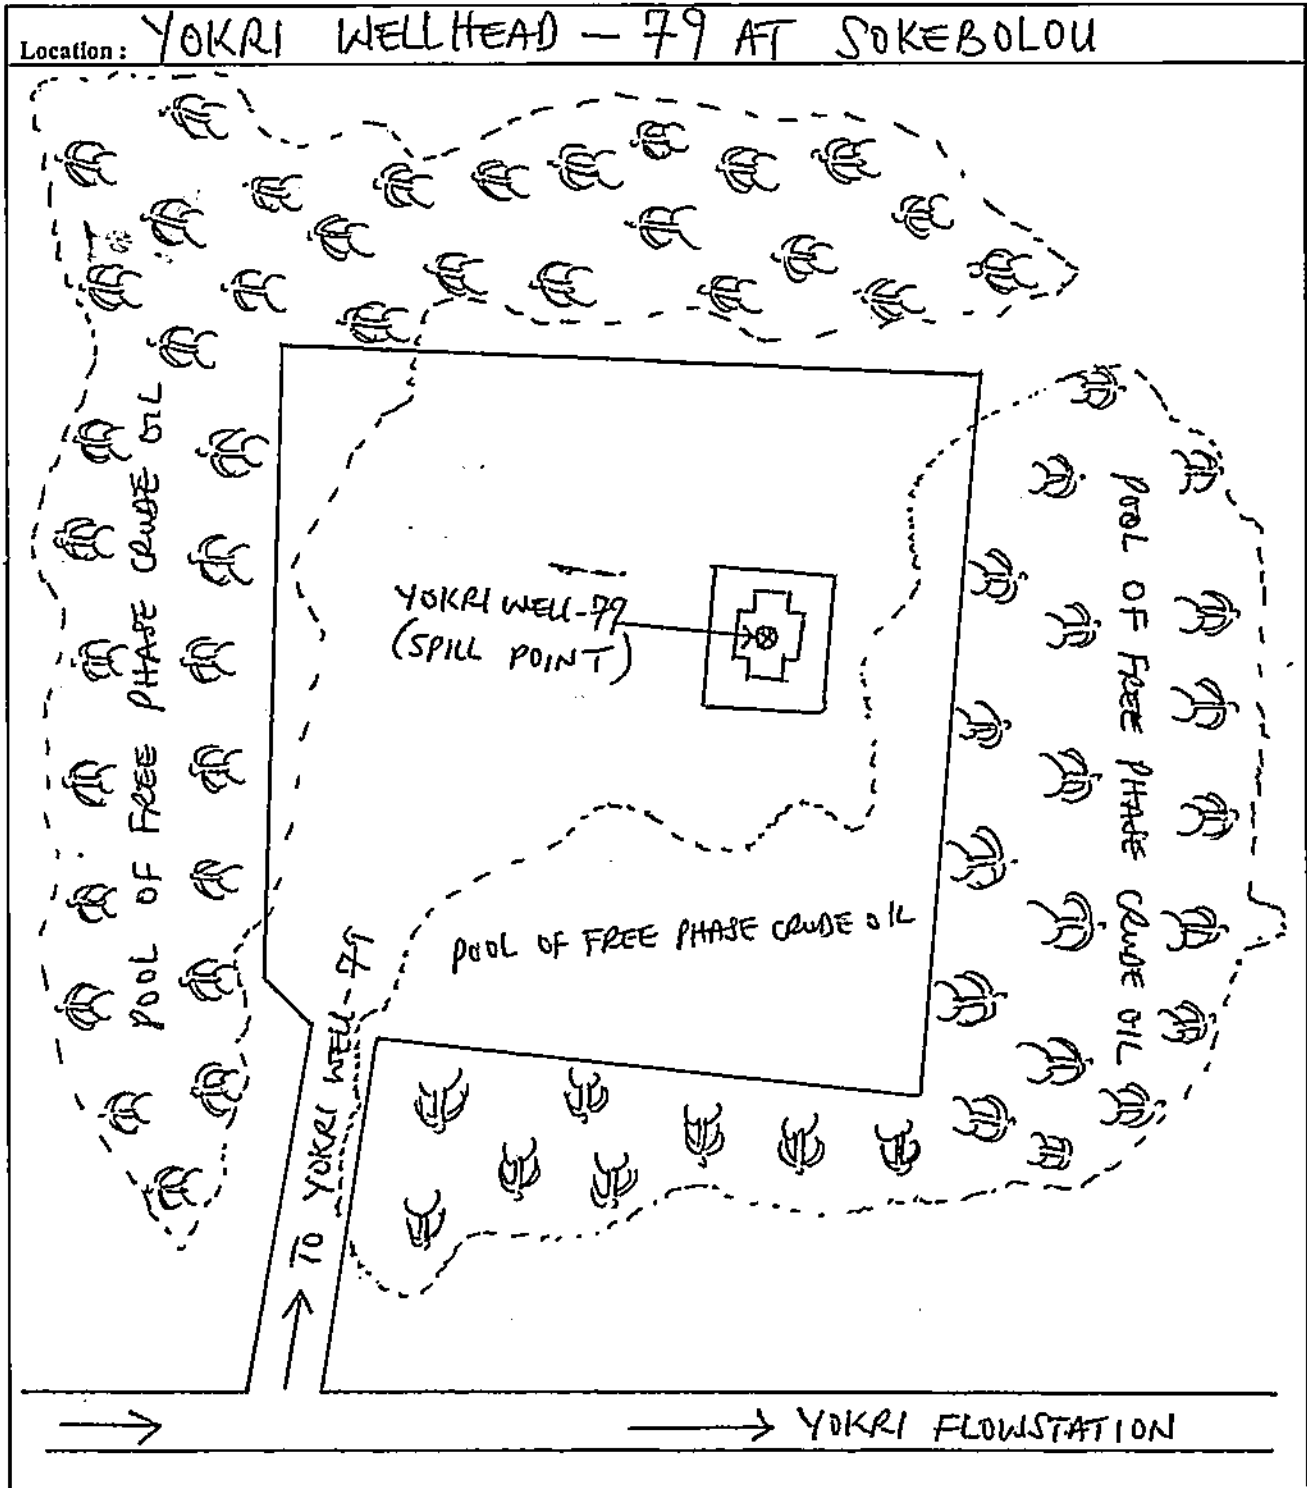 Location : YOKRI WELLHEAD - 79 AT SOKEBOLOU
POOL OF FREE PHASE CRUDE OIL
YOKRI WELL-79
(SPILL POINT)
POOL OF FREE PHASE CRUDE OIL
POOL OF FREE PHASE CRUDE OIL
TO YOKRI WELL-79
YOKRI FLOWSTATION